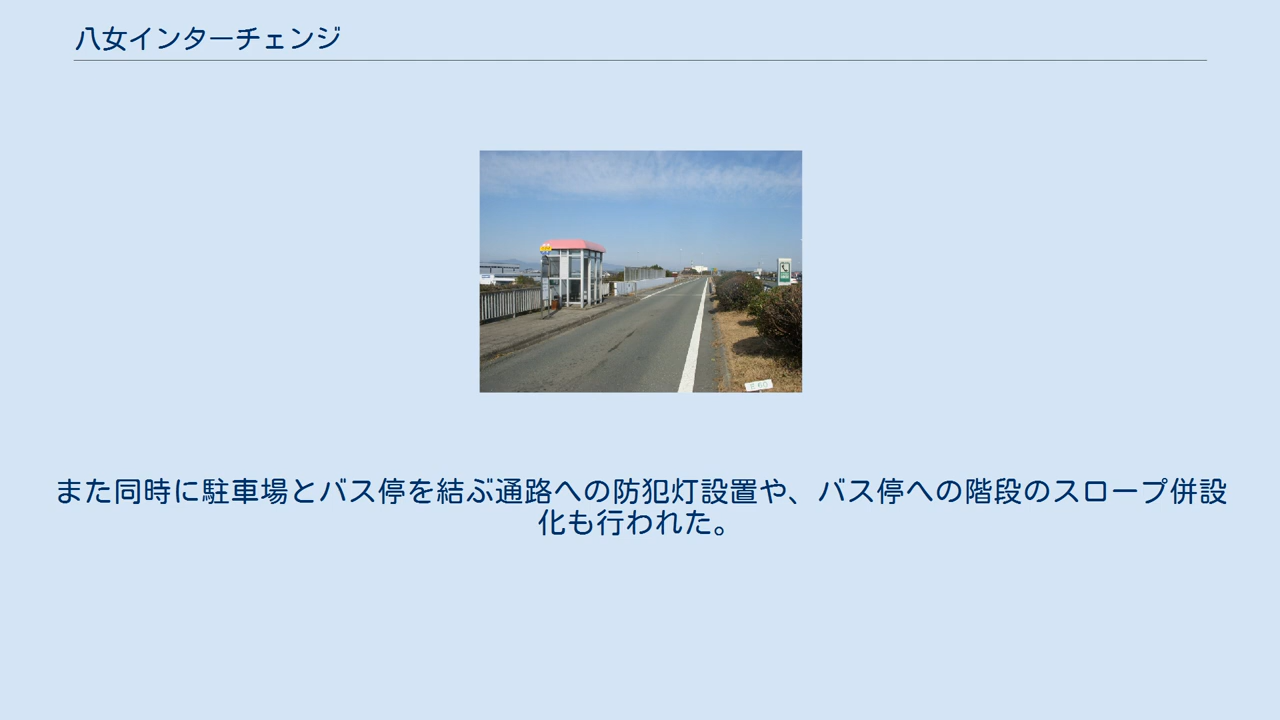 八女インターチェンジ
また同時に駐車場とバス停を結ぶ通路への防犯灯設置や、バス停への階段のスロープ併設
化も行われた。